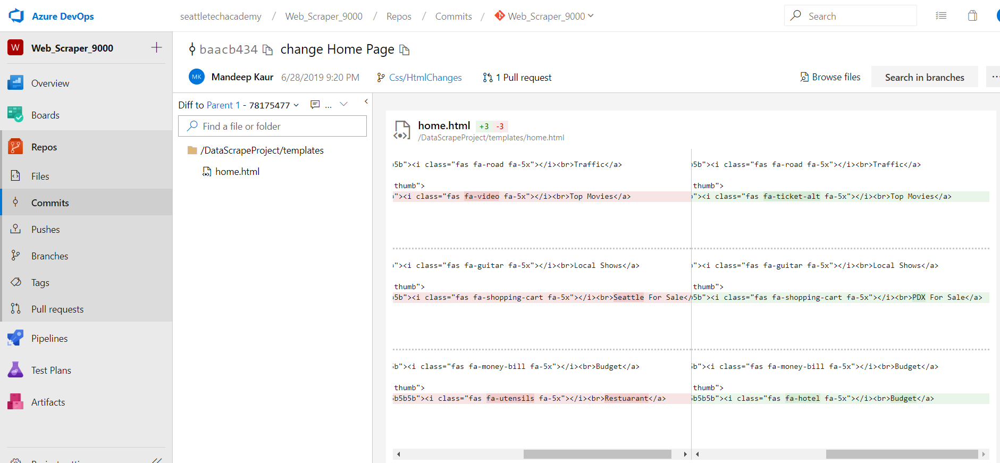 Azure DevOps
seattletechacademy / Web_Scraper_9000 / Repos / Commits / Web_Scraper_9000
Search
W Web_Scraper_9000
Overview
Boards
Repos
Files
Commits
Pushes
Branches
Tags
Pull requests
Pipelines
Test Plans
Artifacts
baacb434 change Home Page
MK Mandeep Kaur 6/28/2019 9:20 PM Css/HtmlChanges 1 Pull request
Browse files
Search in branches
...
Diff to Parent 1 - 78175477
...
Find a file or folder
/DataScrapeProject/templates
home.html
home.html +3 -3
/DataScrapeProject/templates/home.html
5b"><i class="fas fa-road fa-5x"></i><br>Traffic</a>
thumb">
"><i class="fas fa-video fa-5x"></i><br>Top Movies</a>
"><i class="fas fa-guitar fa-5x"></i><br>Local Shows</a>
thumb">
5b"><i class="fas fa-shopping-cart fa-5x"></i><br>Seattle For Sale</
b"><i class="fas fa-money-bill fa-5x"></i><br>Budget</a>
thumb">
b5b5b"><i class="fas fa-utensils fa-5x"></i><br>Restuarant</a>
5b"><i class="fas fa-road fa-5x"></i><br>Traffic</a>
thumb">
"><i class="fas fa-ticket-alt fa-5x"></i><br>Top Movies</a>
"><i class="fas fa-guitar fa-5x"></i><br>Local Shows</a>
thumb">
5b"><i class="fas fa-shopping-cart fa-5x"></i><br>PDX For Sale</a>
b"><i class="fas fa-money-bill fa-5x"></i><br>Budget</a>
thumb">
b5b5b"><i class="fas fa-hotel fa-5x"></i><br>Budget</a>